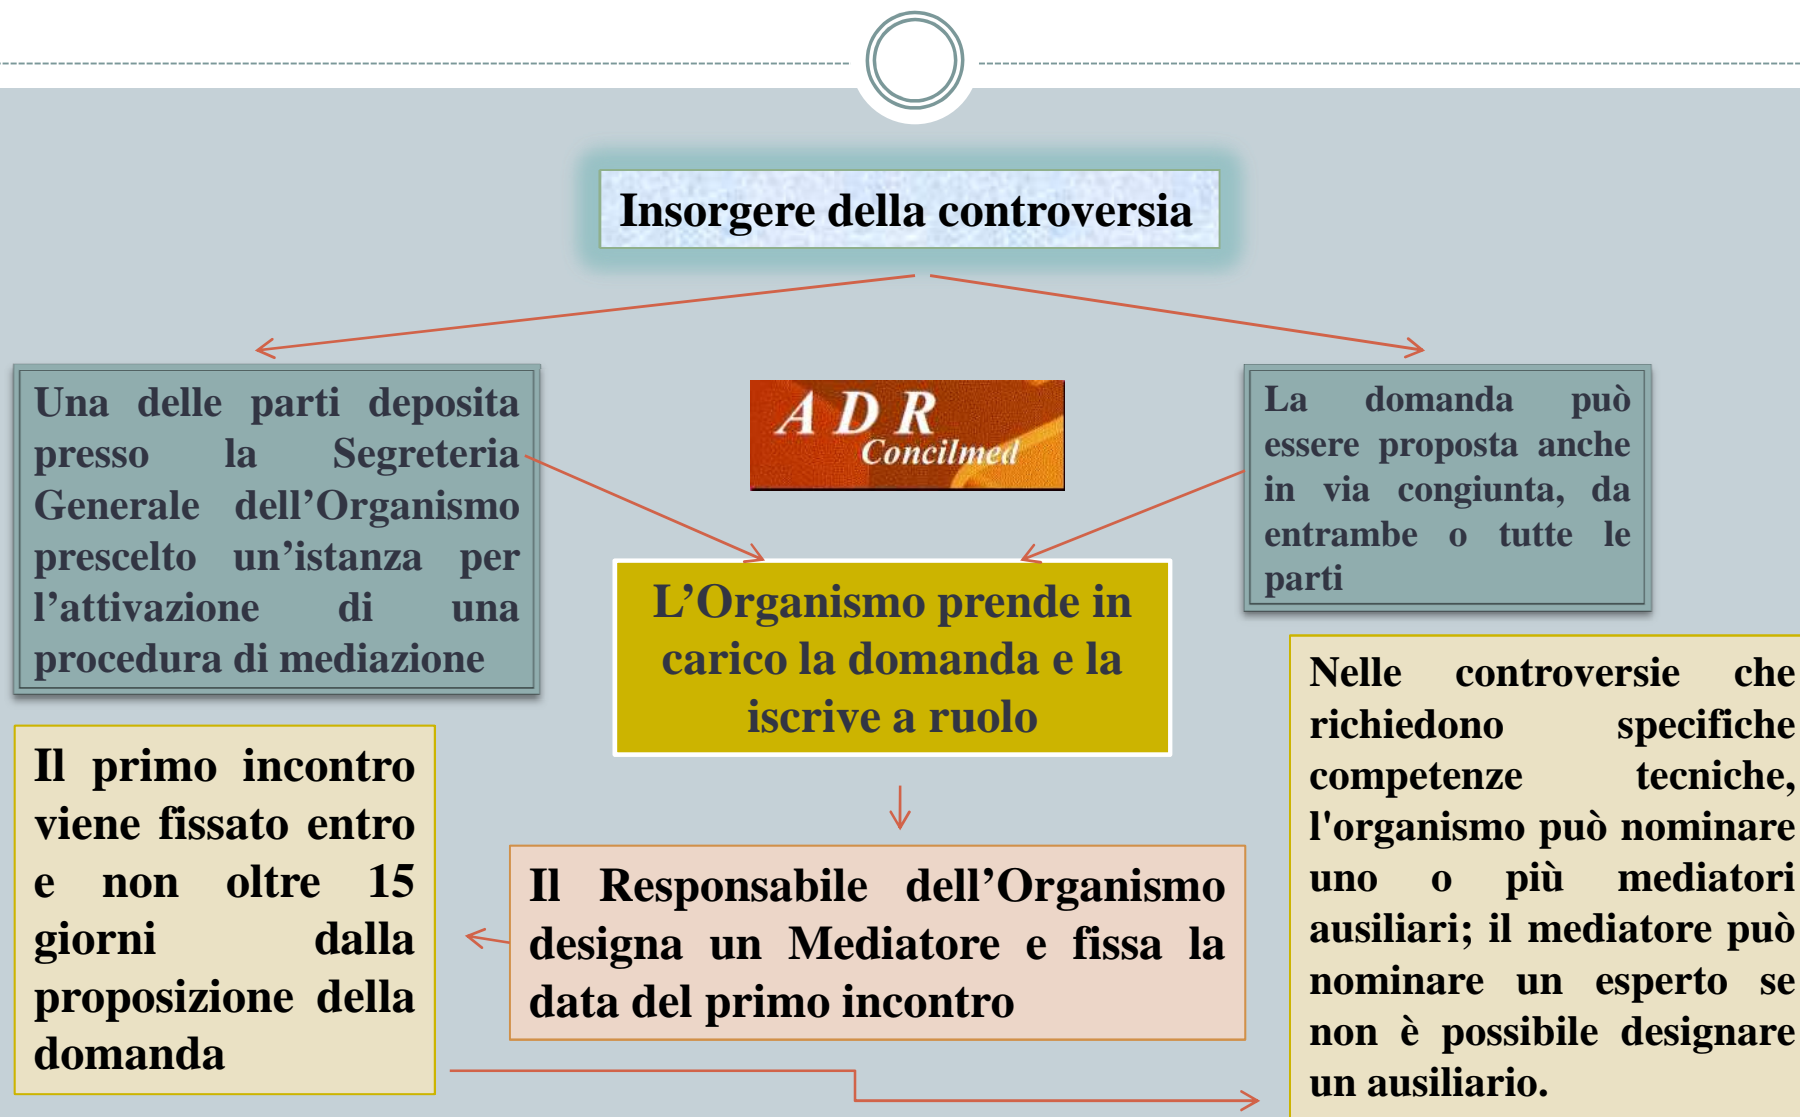 Insorgere della controversia
Una delle parti deposita
presso la Segreteria
Generale dell’Organismo
prescelto un’istanza per
l’attivazione di una
procedura di mediazione
A D R
Concilmed
La domanda può
essere proposta anche
in via congiunta, da
entrambe o tutte le
parti
L’Organismo prende in
carico la domanda e la
iscrive a ruolo
Il Responsabile dell’Organismo
designa un Mediatore e fissa la
data del primo incontro
Il primo incontro
viene fissato entro
e non oltre 15
giorni dalla
proposizione della
domanda
Nelle controversie che
richiedono specifiche
competenze tecniche,
l'organismo può nominare
uno o più mediatori
ausiliari; il mediatore può
nominare un esperto se
non è possibile designare
un ausiliario.